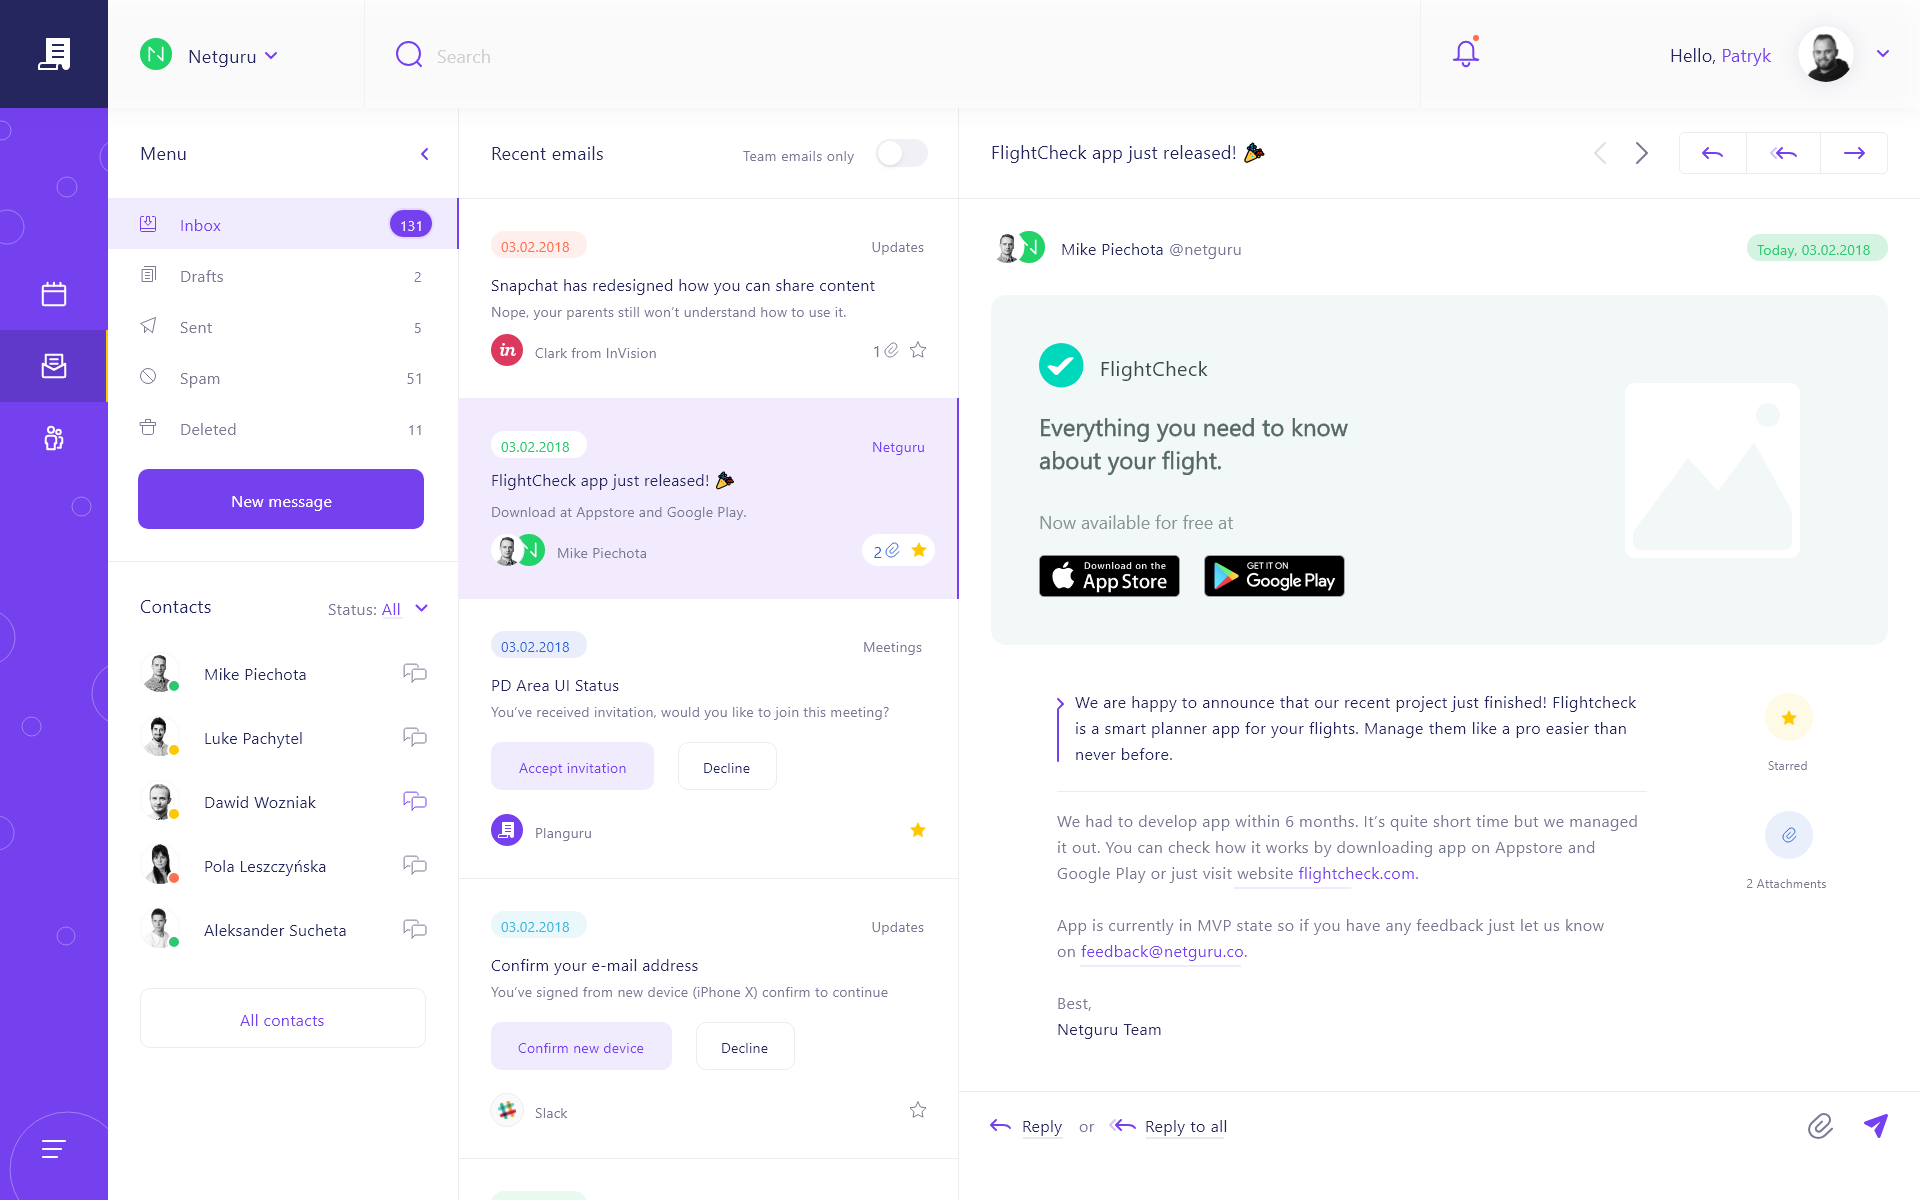 Netguru
Search
Hello, Patryk
Menu
Inbox 131
Drafts 2
Sent 5
Spam 51
Deleted 11
New message
Contacts
Status: All
Mike Piechota
Luke Pachytel
Dawid Wozniak
Pola Leszczyńska
Aleksander Sucheta
All contacts
Recent emails
Team emails only
03.02.2018
Updates
Snapchat has redesigned how you can share content
Nope, your parents still won't understand how to use it.
in
Clark from InVision
1
03.02.2018
Netguru
FlightCheck app just released!
Download at Appstore and Google Play.
Mike Piechota
2
03.02.2018
Meetings
PD Area UI Status
You've received invitation, would you like to join this meeting?
Accept invitation
Decline
Planguru
03.02.2018
Updates
Confirm your e-mail address
You've signed from new device (iPhone X) confirm to continue
Confirm new device
Decline
Slack
FlightCheck app just released!
Mike Piechota @netguru
Today, 03.02.2018
FlightCheck
Everything you need to know
about your flight.
Now available for free at
Download on the
App Store
GET IT ON
Google Play
We are happy to announce that our recent project just finished! Flightcheck
is a smart planner app for your flights. Manage them like a pro easier than
never before.
Starred
We had to develop app within 6 months. It's quite short time but we managed
it out. You can check how it works by downloading app on Appstore and
Google Play or just visit website flightcheck.com.
2 Attachments
App is currently in MVP state so if you have any feedback just let us know
on feedback@netguru.co.
Best,
Netguru Team
Reply or Reply to all